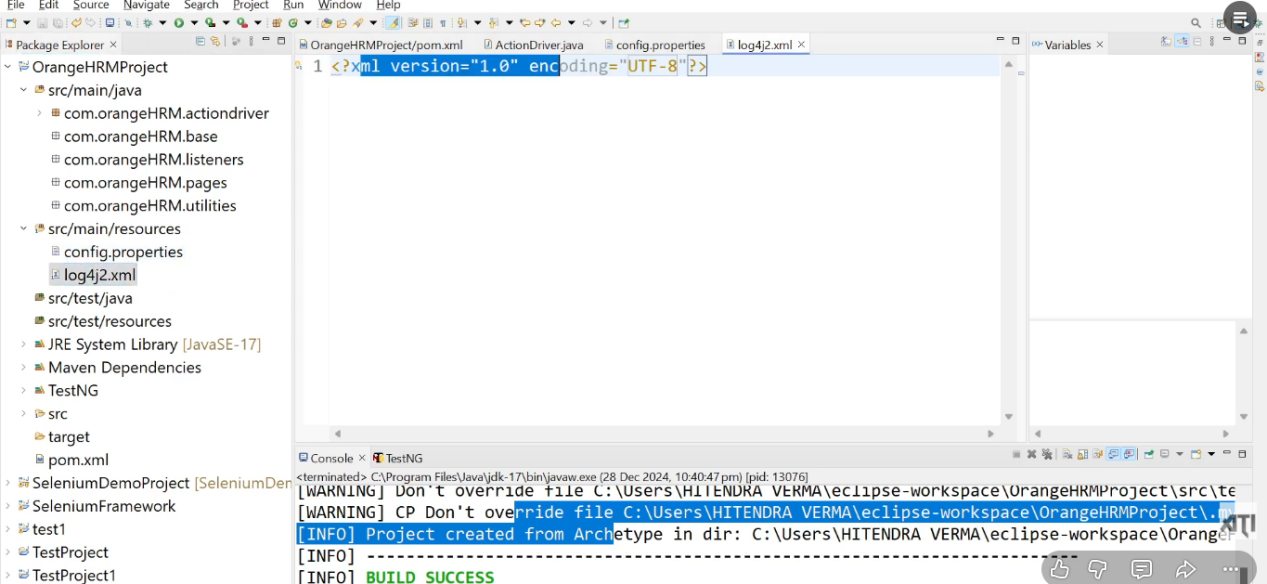 File Edit Source Navigate Search Project Run Window Help
Package Explorer
OrangeHRMProject/pom.xml ActionDriver.java config.properties log4j2.xml
Variables
OrangeHRMProject
src/main/java
com.orangeHRM.actiondriver
com.orangeHRM.base
com.orangeHRM.listeners
com.orangeHRM.pages
com.orangeHRM.utilities
src/main/resources
config.properties
log4j2.xml
src/test/java
src/test/resources
JRE System Library [JavaSE-17]
Maven Dependencies
TestNG
src
target
pom.xml
SeleniumDemoProject [SeleniumDen
SeleniumFramework
test1
TestProject
TestProject1
1 <?xml version="1.0" encoding="UTF-8"?>
Console TestNG
<terminated> C:\Program Files\Java\jdk-17\bin\javaw.exe (28 Dec 2024, 10:40:47 pm) [pid: 13076]
[WARNING] Don't override file C:\Users\HITENDRA VERMA\eclipse-workspace\OrangeHRMProject\src\te
[WARNING] CP Don't override file C:\Users\HITENDRA VERMA\eclipse-workspace\OrangeHRMProject\.mv
[INFO] Project created from Archetype in dir: C:\Users\HITENDRA VERMA\eclipse-workspace\Orange
[INFO] ------------------------------------------------------------------------
[INFO] BUILD SUCCESS